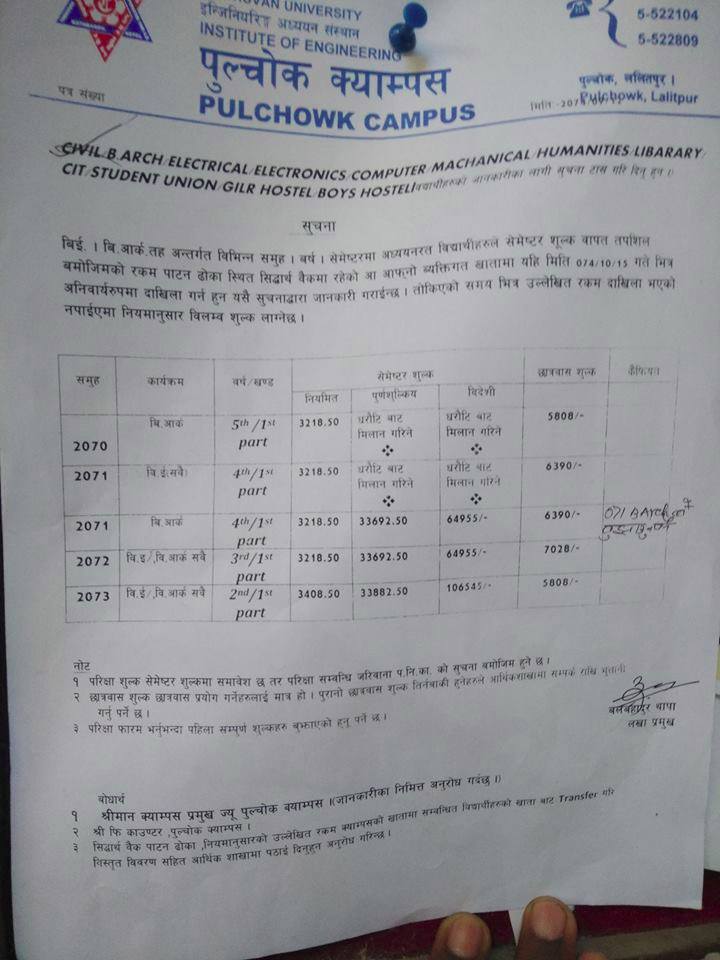 UNIVERSITY
इन्जिनियरिङ्ग अध्ययन संस्थान
INSTITUTE OF ENGINEERING
पुल्चोक क्याम्पस
PULCHOWK CAMPUS
5-522104
5-522809
पुल्चोक, ललितपुर ।
Pulchowk, Lalitpur
पत्र संख्या
मिति -207
CIVIL/B.ARCH/ELECTRICAL/ELECTRONICS/COMPUTER/MACHANICAL/HUMANITIES/LIBARARY/
CIT/STUDENT UNION/GILR HOSTEL/BOYS HOSTEL/विद्यार्थीहरुको जानकारीका लागी सुचना टास गरि दिनु हुन ।
सुचना
बिई. । बि.आर्क.तह अन्तर्गत विभिन्न समुह । बर्ष । सेमेष्टरमा अध्ययनरत विद्यार्थीहरुले सेमेष्टर शूल्क वापत तपशिल
बमोजिमको रकम पाटन ढोका स्थित सिद्धार्थ बैकमा रहेको आ आफ्नो ब्यक्तिगत खातामा यहि मिति 074/10/15 गते भित्र
अनिवार्यरुपमा दाखिला गर्न हुन यसै सुचनाद्वारा जानकारी गराईन्छ । तोकिएको समय भित्र उल्लेखित रकम दाखिला भएको
नपाईएमा नियमानुसार विलम्व शुल्क लाग्नेछ ।
समुह कार्यक्रम वर्ष/खण्ड सेमेष्टर शुल्क छात्रवास शुल्क कैफियत
नियमित पुर्णशुल्किय विदेशी
2070 बि.आर्क 5th/1st part 3218.50 धरौटि बाट मिलान गरिने ❖ धरौटि बाट मिलान गरिने ❖ 5808/-
2071 बि.ई(सबै) 4th/1st part 3218.50 धरौटि बाट मिलान गरिने ❖ धरौटि बाट मिलान गरिने ❖ 6390/-
2071 बि.आर्क 4th/1st part 3218.50 33692.50 64955/- 6390/- 071 BArch
2072 बि.इ/,बि.आर्क सबै 3rd/1st part 3218.50 33692.50 64955/- 7028/-
2073 बि.ई/,बि.आर्क सबै 2nd/1st part 3408.50 33882.50 106545/- 5808/-
नोट
१ परिक्षा शुल्क सेमेष्टर शुल्कमा समावेश छ तर परिक्षा सम्बन्धि जरिवाना प.नि.का. को सुचना बमोजिम हुने छ ।
२ छात्रवास शुल्क छात्रवास प्रयोग गर्नेहरुलाई मात्र हो । पुरानो छात्रवास शुल्क तिर्नबाकी हुनेहरुले आर्थिकशाखामा सम्पर्क राखि भुतानी
गर्नु पर्ने छ ।
३ परिक्षा फारम भर्नुभन्दा पहिला सम्पुर्ण शुल्कहरु बुझाएको हनु पर्ने छ ।
बलबहादुर थापा
लेखा प्रमुख
बोधार्थ
१ श्रीमान क्याम्पस प्रमुख ज्यू पुल्चोक क्याम्पस ।(जानकारीका निमित्त अनुरोध गर्दछु ।)
२ श्री फि काउण्टर ,पुल्चोक क्याम्पस ।
३ सिद्धार्थ बैक पाटन ढोका ,नियमानुसारको उल्लेखित रकम क्याम्पसको खातामा सम्बन्धित विद्यार्थीहरुको खाता बाट Transfer गरि
विस्तृत विवरण सहित आर्थिक शाखामा पठाई दिनुहुन अनुरोध गरिन्छ ।